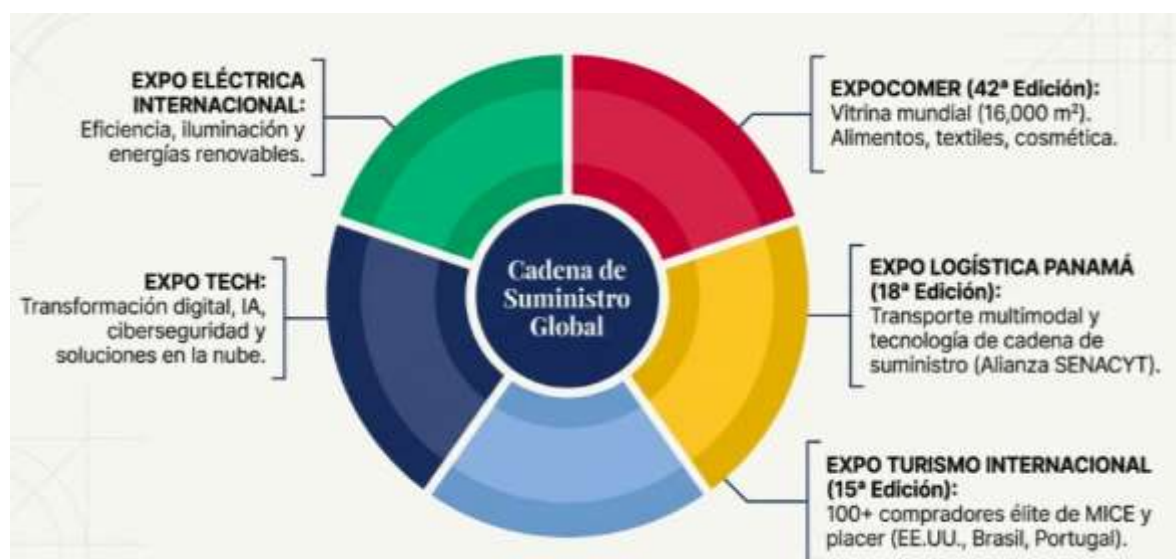 EXPO ELÉCTRICA
INTERNACIONAL:
Eficiencia, iluminación y
energías renovables.
EXPO TECH:
Transformación digital, IA,
ciberseguridad y
soluciones en la nube.
Cadena de
Suministro
Global
EXPOCOMER (42ª Edición):
Vitrina mundial (16,000 m²).
Alimentos, textiles, cosmética.
EXPO LOGÍSTICA PANAMÁ
(18ª Edición):
Transporte multimodal y
tecnología de cadena de
suministro (Alianza SENACYT).
EXPO TURISMO INTERNACIONAL
(15ª Edición):
100+ compradores élite de MICE y
placer (EE.UU., Brasil, Portugal).